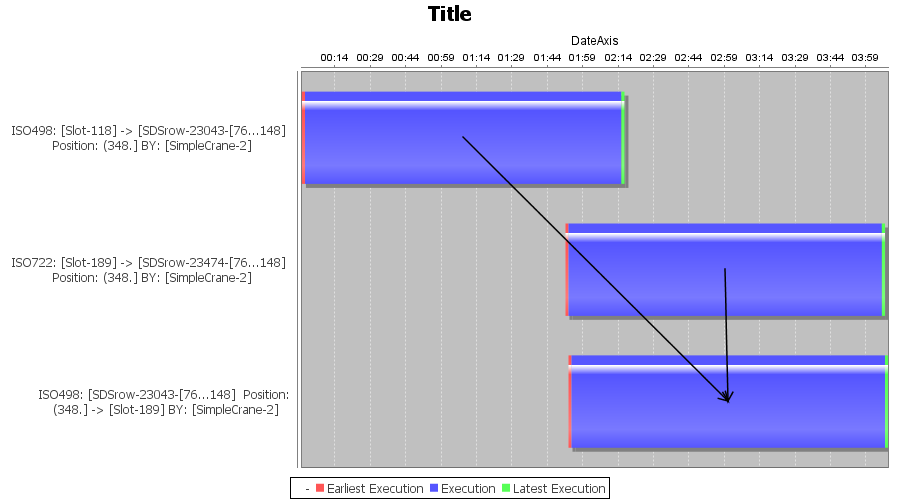 Title
DateAxis
00:14 00:29 00:44 00:59 01:14 01:29 01:44 01:59 02:14 02:29 02:44 02:59 03:14 03:29 03:44 03:59
ISO498: [Slot-118] -> [SDSrow-23043-[76...148]
Position: (348.] BY: [SimpleCrane-2]
ISO722: [Slot-189] -> [SDSrow-23474-[76...148]
Position: (348.] BY: [SimpleCrane-2]
ISO498: [SDSrow-23043-[76...148] Position:
(348.] -> [Slot-189] BY: [SimpleCrane-2]
- Earliest Execution Execution Latest Execution